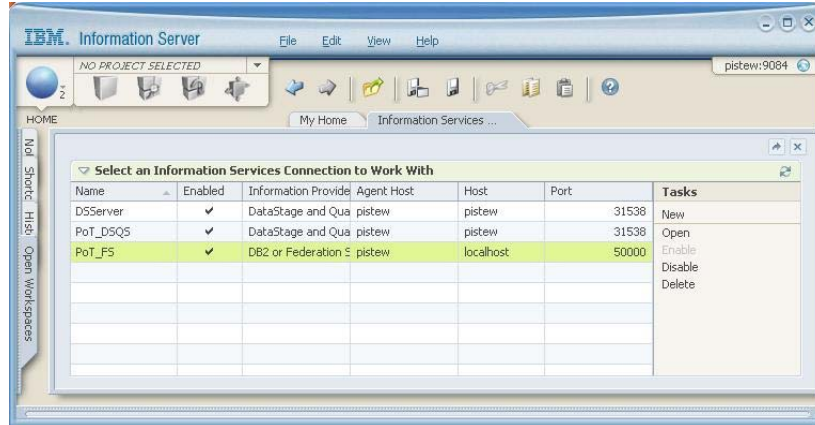 IBM. Information Server
File Edit View Help
NO PROJECT SELECTED
pistew:9084
2
HOME
My Home Information Services ...
Nol Shortc Hist Open Workspaces
Select an Information Services Connection to Work With
Name Enabled Information Provide Agent Host Host Port Tasks
DSServer DataStage and Qua pistew pistew 31538 New
PoT_DSQS DataStage and Qua pistew pistew 31538 Open
PoT_FS DB2 or Federation S pistew localhost 50000 Enable
Disable
Delete